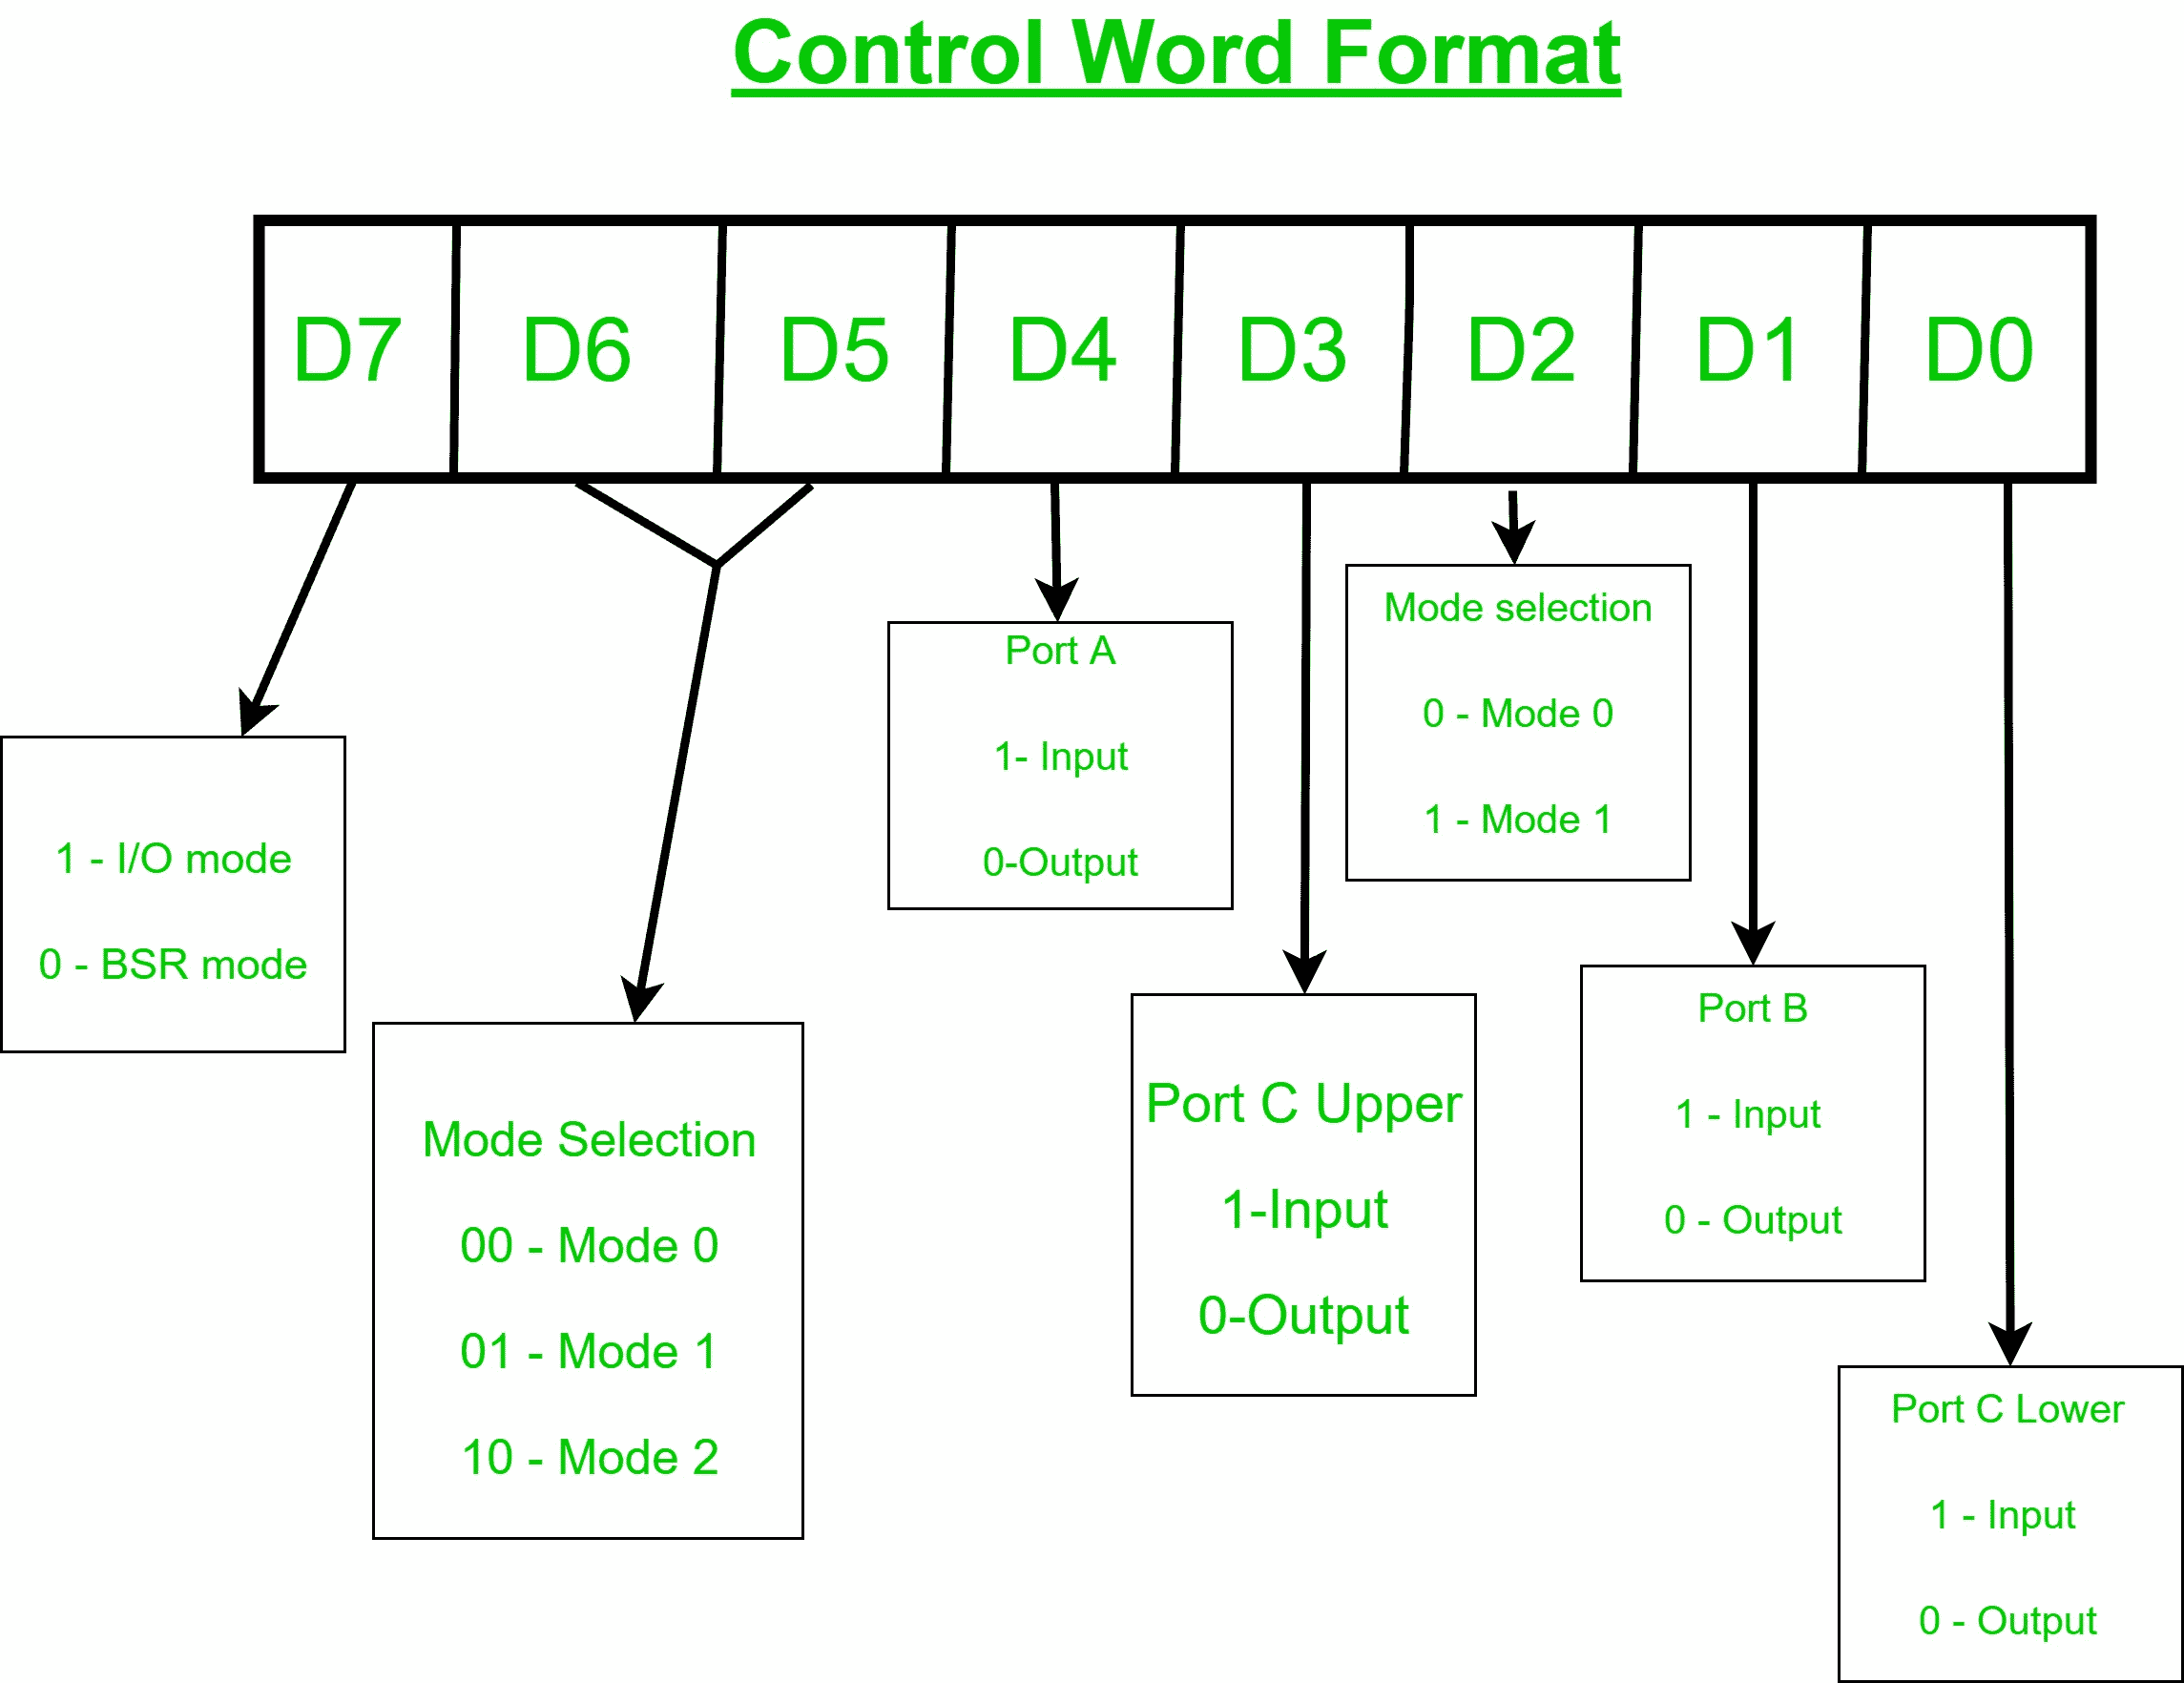 Control Word Format
D7 D6 D5 D4 D3 D2 D1 D0
1 - I/O mode
0 - BSR mode
Mode Selection
00 - Mode 0
01 - Mode 1
10 - Mode 2
Port A
1- Input
0-Output
Port C Upper
1-Input
0-Output
Mode selection
0 - Mode 0
1 - Mode 1
Port B
1 - Input
0 - Output
Port C Lower
1 - Input
0 - Output